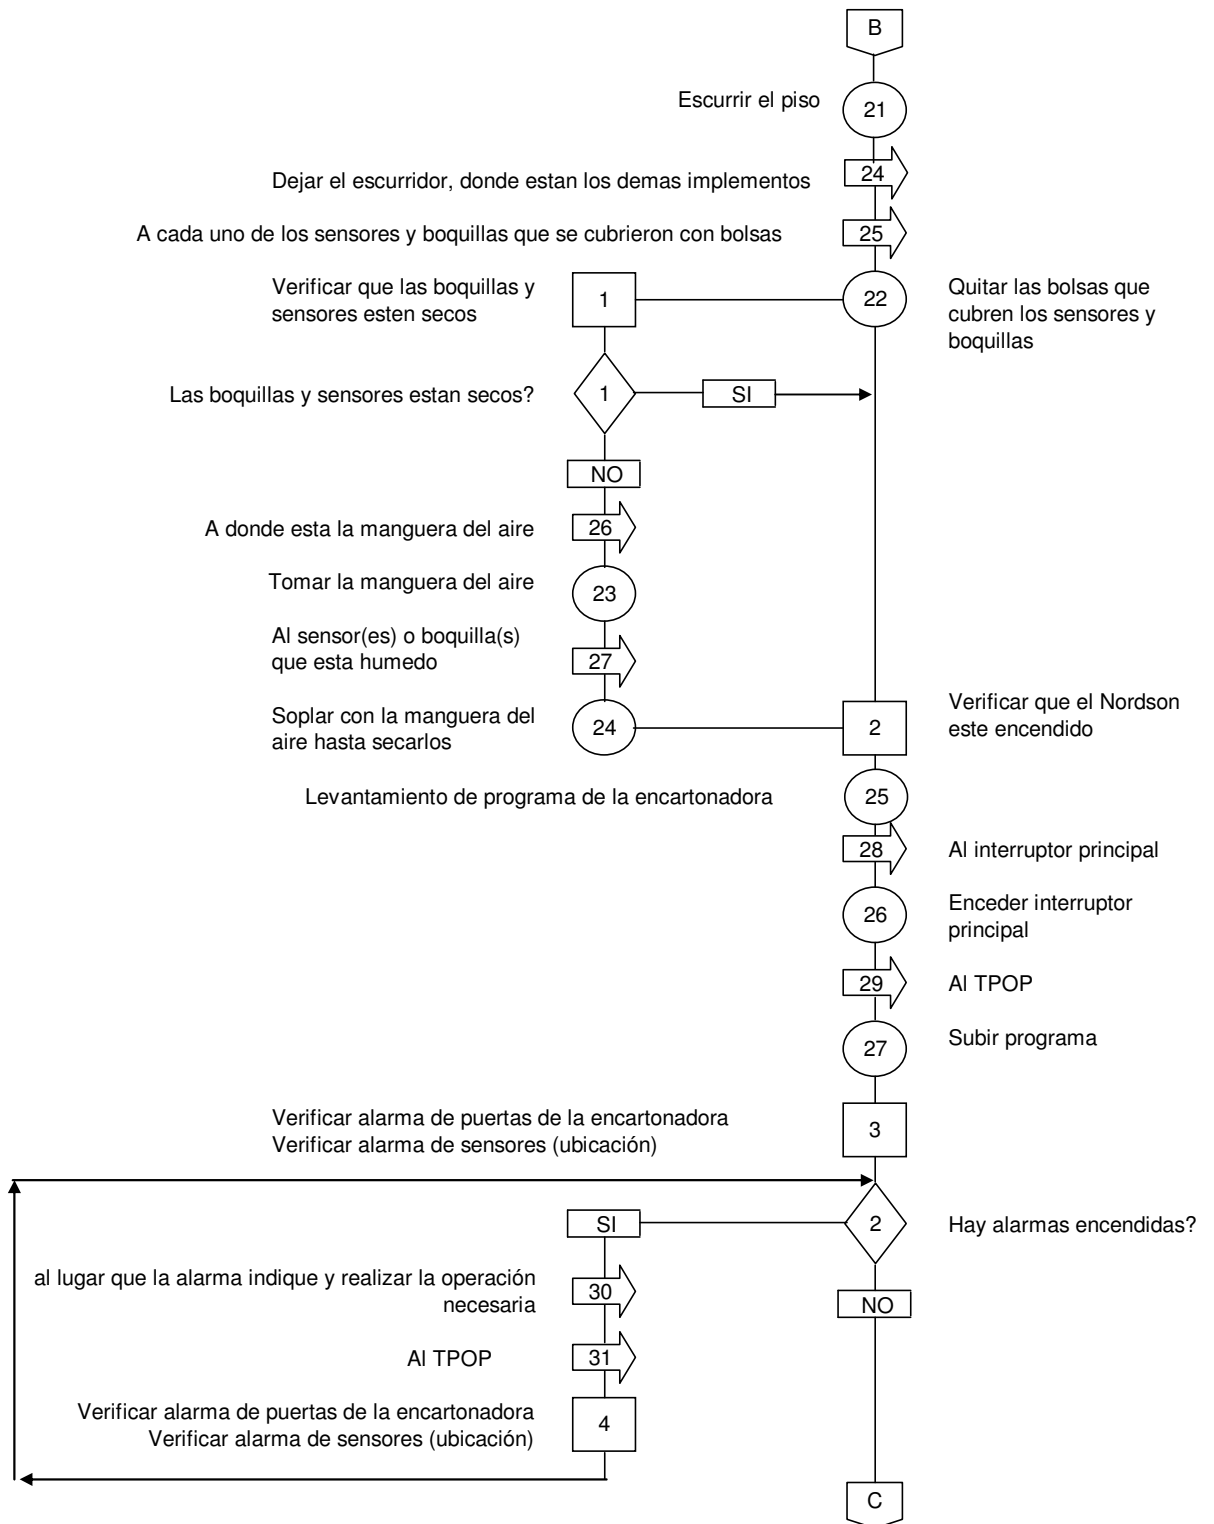 B
Escurrir el piso
21
Dejar el escurridor, donde estan los demas implementos
24
A cada uno de los sensores y boquillas que se cubrieron con bolsas
25
Verificar que las boquillas y
sensores esten secos
1
22
Quitar las bolsas que
cubren los sensores y
boquillas
Las boquillas y sensores estan secos?
1
SI
NO
A donde esta la manguera del aire
26
Tomar la manguera del aire
23
Al sensor(es) o boquilla(s)
que esta humedo
27
Soplar con la manguera del
aire hasta secarlos
24
2
Verificar que el Nordson
este encendido
Levantamiento de programa de la encartonadora
25
28
Al interruptor principal
26
Enceder interruptor
principal
29
Al TPOP
27
Subir programa
Verificar alarma de puertas de la encartonadora
Verificar alarma de sensores (ubicación)
3
SI
2
Hay alarmas encendidas?
al lugar que la alarma indique y realizar la operación
necesaria
30
NO
Al TPOP
31
Verificar alarma de puertas de la encartonadora
Verificar alarma de sensores (ubicación)
4
C